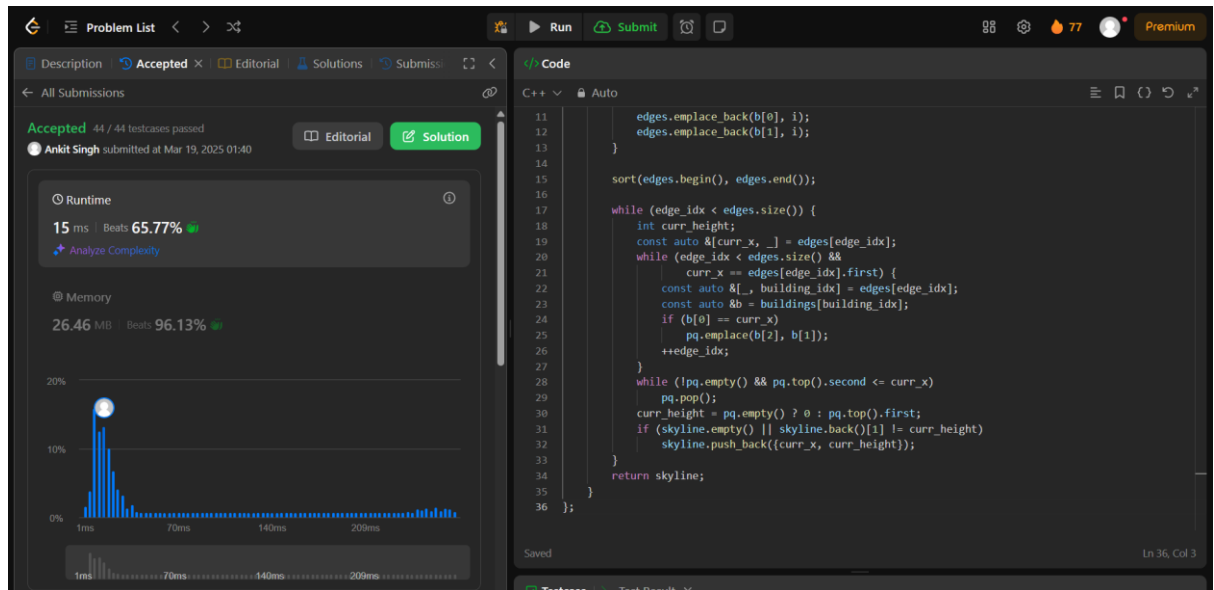 Problem List
Run
Submit
77
Premium
Description
Accepted
Editorial
Solutions
Submissi
</> Code
All Submissions
C++
Auto
Accepted 44 / 44 testcases passed
Editorial
Solution
Ankit Singh submitted at Mar 19, 2025 01:40
Runtime
15 ms | Beats 65.77%
Analyze Complexity
Memory
26.46 MB | Beats 96.13%
20%
10%
0%
1ms 70ms 140ms 209ms
1ms 70ms 140ms 209ms
11 edges.emplace_back(b[0], i);
12 edges.emplace_back(b[1], i);
13 }
14
15 sort(edges.begin(), edges.end());
16
17 while (edge_idx < edges.size()) {
18 int curr_height;
19 const auto &[curr_x, _] = edges[edge_idx];
20 while (edge_idx < edges.size() &&
21 curr_x == edges[edge_idx].first) {
22 const auto &[_, building_idx] = edges[edge_idx];
23 const auto &b = buildings[building_idx];
24 if (b[0] == curr_x)
25 pq.emplace(b[2], b[1]);
26 ++edge_idx;
27 }
28 while (!pq.empty() && pq.top().second <= curr_x)
29 pq.pop();
30 curr_height = pq.empty() ? 0 : pq.top().first;
31 if (skyline.empty() || skyline.back()[1] != curr_height)
32 skyline.push_back({curr_x, curr_height});
33 }
34 return skyline;
35 }
36 };
Saved
Ln 36, Col 3